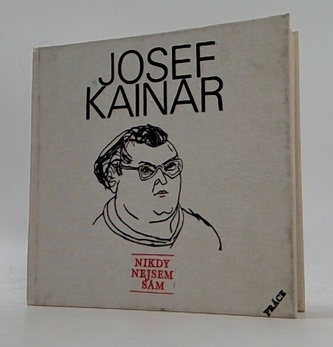 JOSEF
KAINAR
NIKDY
NEJSEM
SÁM
PRÁCE